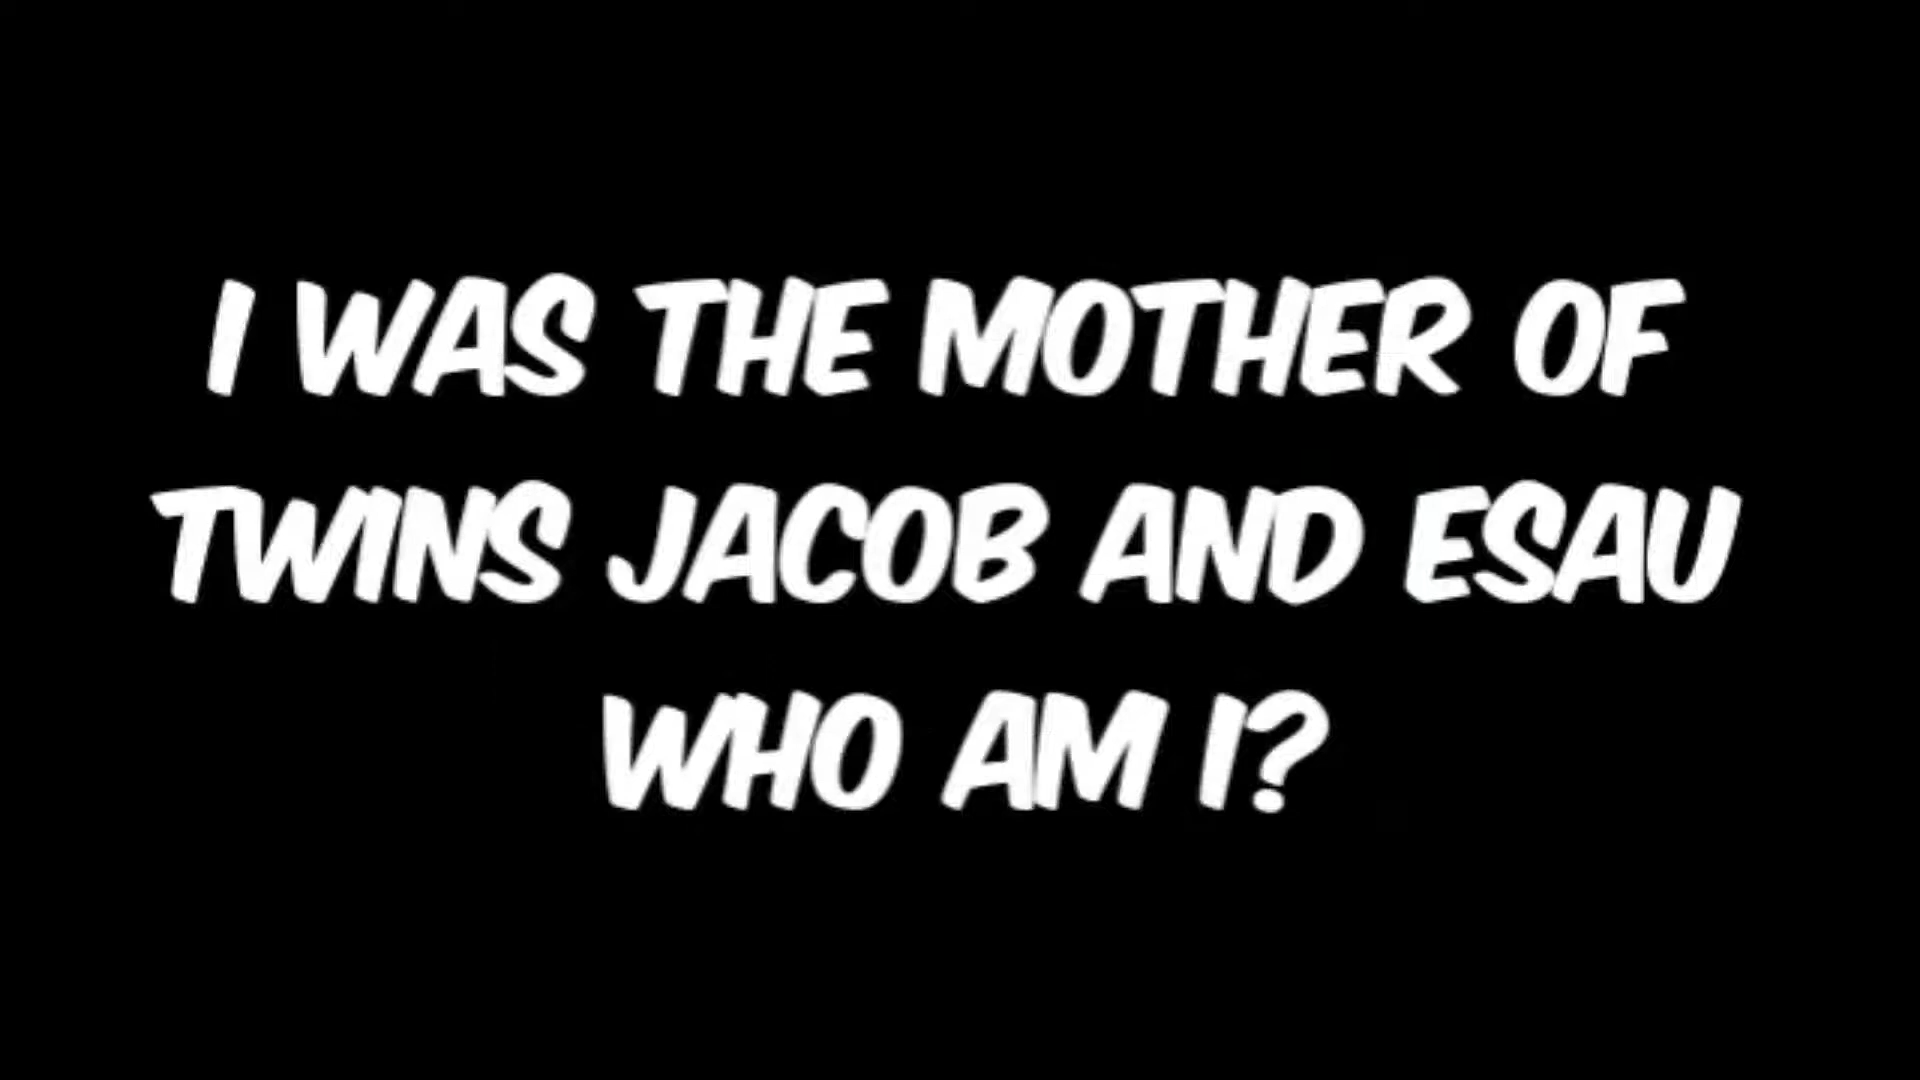 I WAS THE MOTHER OF
TWINS JACOB AND ESAU
WHO AM I?